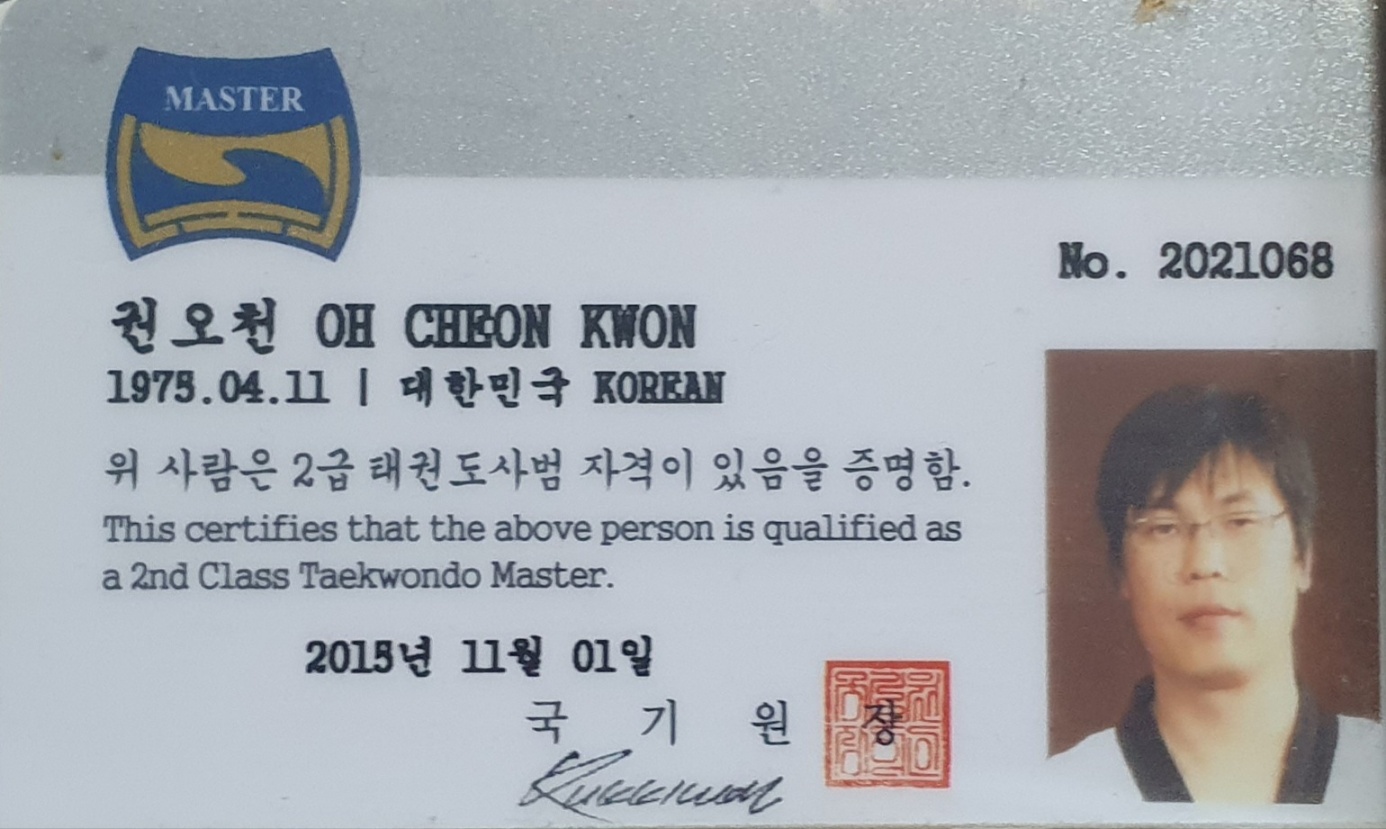 MASTER
No. 2021068
권오천 OH CHEON KWON
1975.04.11 | 대한민국 KOREAN
위 사람은 2급 태권도사범 자격이 있음을 증명함.
This certifies that the above person is qualified as
a 2nd Class Taekwondo Master.
2015년 11월 01일
국 기 원 장
Kukkiwon